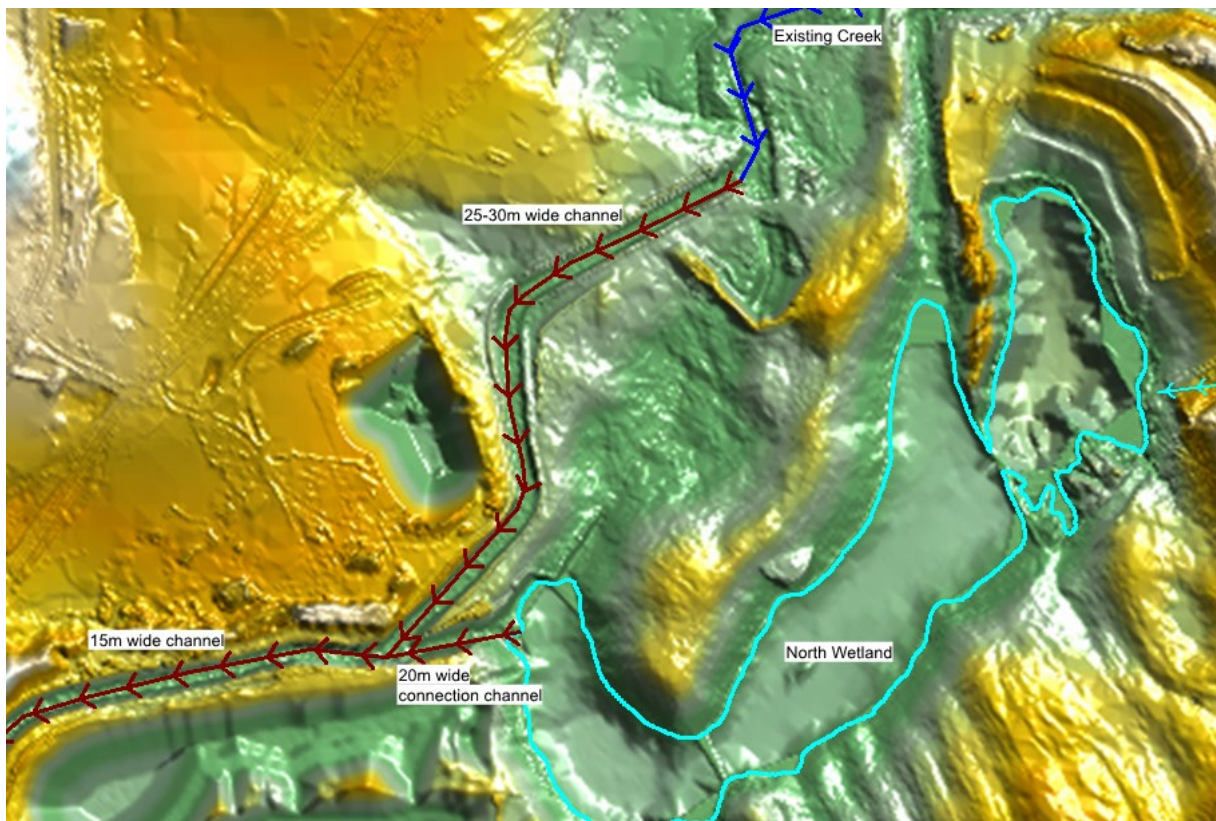 Existing Creek
25-30m wide channel
15m wide channel
20m wide
connection channel
North Wetland